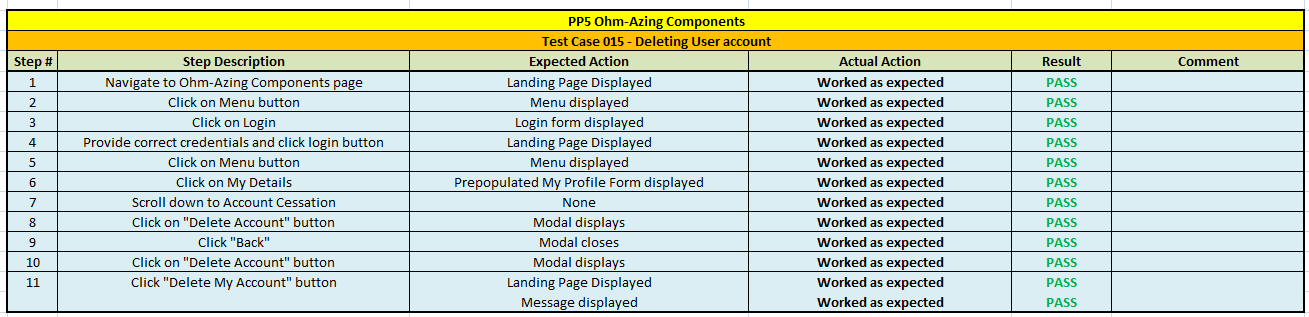 PP5 Ohm-Azing Components
Test Case 015 - Deleting User account
Step # Step Description Expected Action Actual Action Result Comment
1 Navigate to Ohm-Azing Components page Landing Page Displayed Worked as expected PASS
2 Click on Menu button Menu displayed Worked as expected PASS
3 Click on Login Login form displayed Worked as expected PASS
4 Provide correct credentials and click login button Landing Page Displayed Worked as expected PASS
5 Click on Menu button Menu displayed Worked as expected PASS
6 Click on My Details Prepopulated My Profile Form displayed Worked as expected PASS
7 Scroll down to Account Cessation None Worked as expected PASS
8 Click on "Delete Account" button Modal displays Worked as expected PASS
9 Click "Back" Modal closes Worked as expected PASS
10 Click on "Delete Account" button Modal displays Worked as expected PASS
11 Click "Delete My Account" button Landing Page Displayed Worked as expected PASS
Message displayed Worked as expected PASS